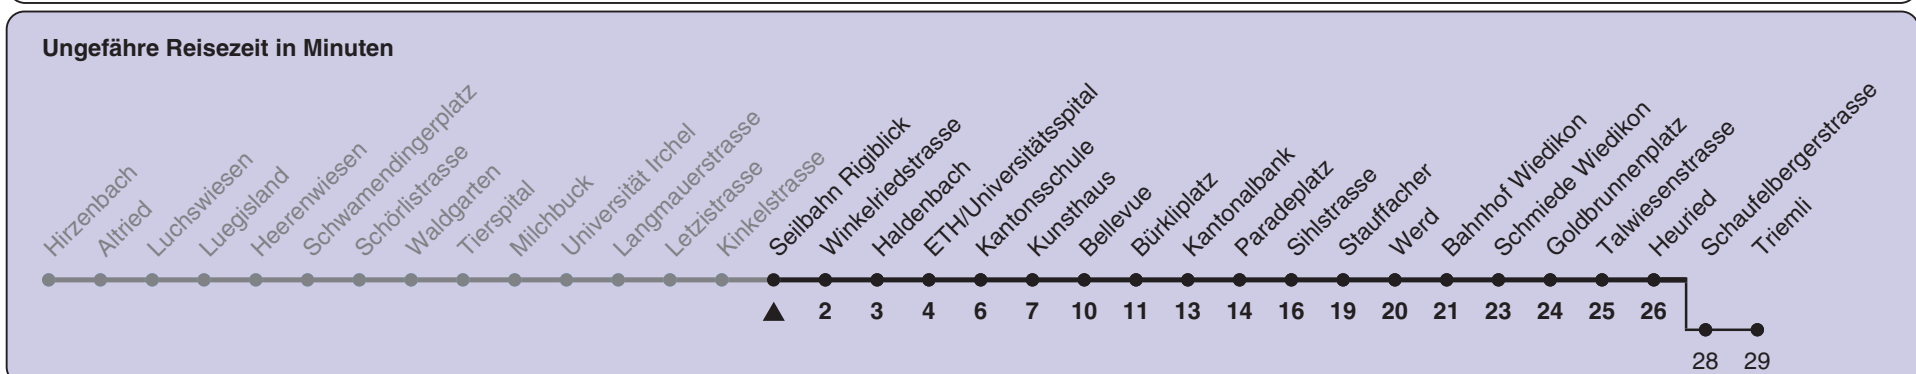 Ungefähre Reisezeit in Minuten
Hirzenbach
Altried
Luchswiesen
Luegisland
Heerenwiesen
Schwamendingerplatz
Schörlistrasse
Waldgarten
Tierspital
Milchbuck
Universität Irchel
Langmauerstrasse
Letzistrasse
Kinkelstrasse
Seilbahn Rigiblick
Winkelriedstrasse
Haldenbach
ETH/Universitätsspital
Kantonsschule
Kunsthaus
Bellevue
Bürkliplatz
Kantonalbank
Paradeplatz
Sihlstrasse
Stauffacher
Werd
Bahnhof Wiedikon
Schmiede Wiedikon
Goldbrunnenplatz
Talwiesenstrasse
Heuried
Schaufelbergerstrasse
Triemli
2 3 4 6 7 10 11 13 14 16 19 20 21 23 24 25 26
28 29